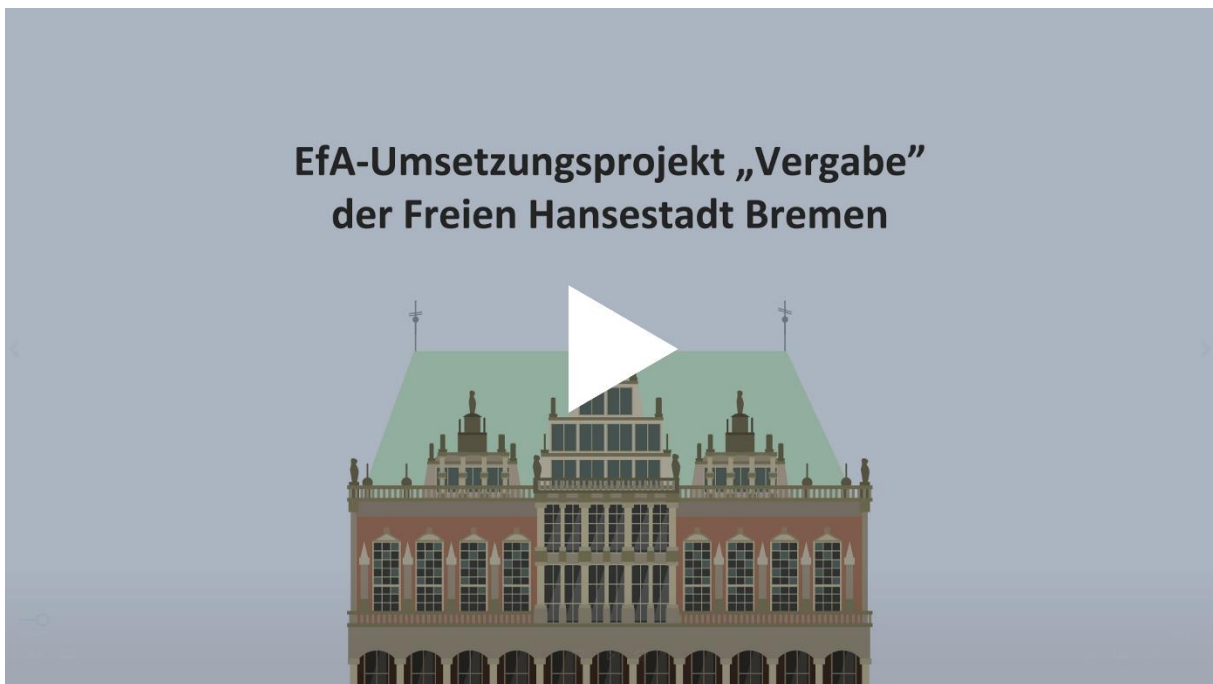 EfA-Umsetzungsprojekt „Vergabe”
der Freien Hansestadt Bremen